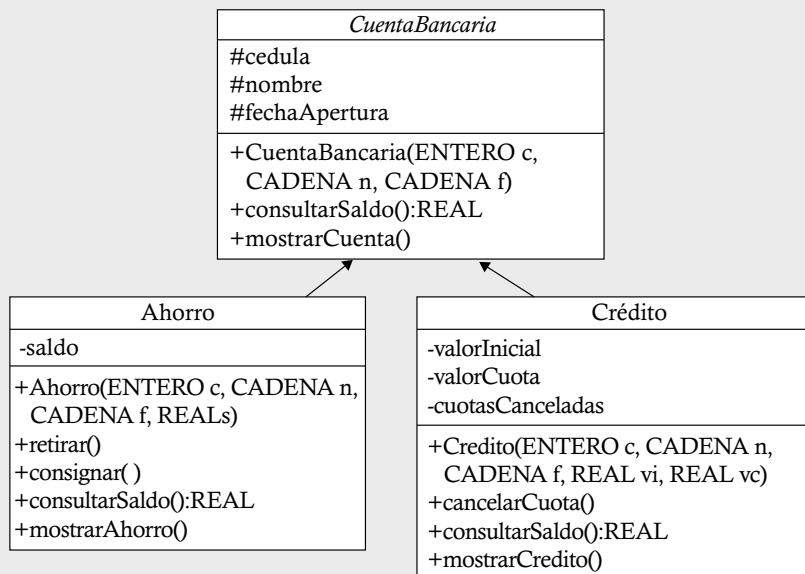 CuentaBancaria
#cedula
#nombre
#fechaApertura
+CuentaBancaria(ENTERO c,
CADENA n, CADENA f)
+consultarSaldo():REAL
+mostrarCuenta()
Ahorro
-saldo
+Ahorro(ENTERO c, CADENA n,
CADENA f, REALs)
+retirar()
+consignar( )
+consultarSaldo():REAL
+mostrarAhorro()
Crédito
-valorInicial
-valorCuota
-cuotasCanceladas
+Credito(ENTERO c, CADENA n,
CADENA f, REAL vi, REAL vc)
+cancelarCuota()
+consultarSaldo():REAL
+mostrarCredito()